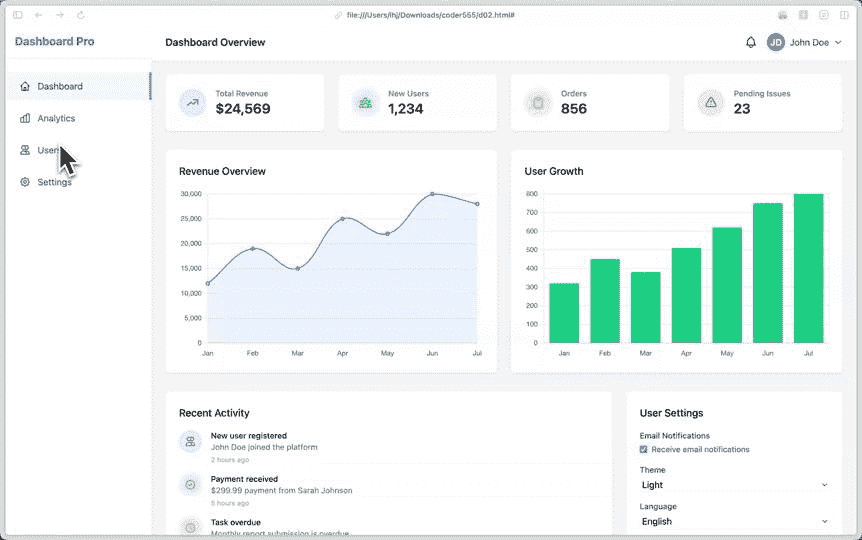 file:///Users/lhj/Downloads/coder555/d02.html#
Dashboard Pro
Dashboard Overview
JD
John Doe
Dashboard
Analytics
Settings
Total Revenue
$24,569
New Users
1,234
Orders
856
Pending Issues
23
Revenue Overview
30,000
25,000
20,000
15,000
10,000
5,000
0
Jan Feb Mar Apr May Jun Jul
User Growth
800
700
600
500
400
300
200
100
0
Jan Feb Mar Apr May Jun Jul
Recent Activity
New user registered
John Doe joined the platform
2 hours ago
Payment received
$299.99 payment from Sarah Johnson
5 hours ago
Task overdue
Monthly report submission is overdue
User Settings
Email Notifications
Receive email notifications
Theme
Light
Language
English